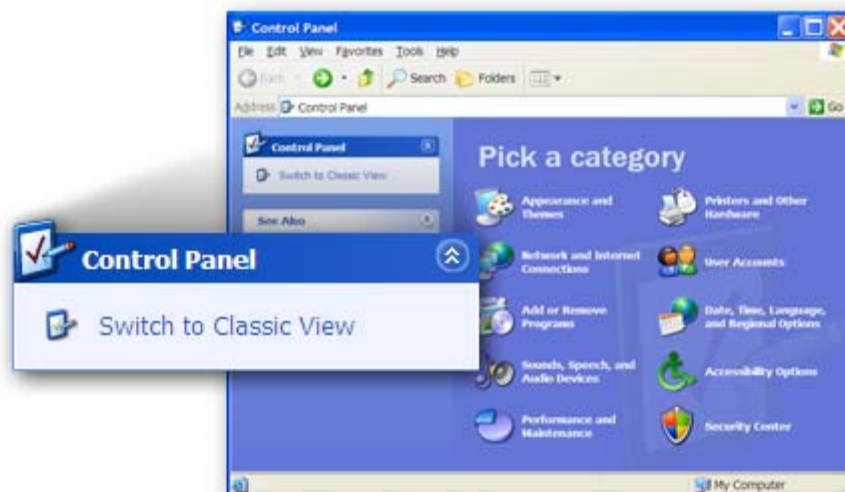 Control Panel
File Edit View Favorites Tools Help
Back Search Folders
Address Control Panel Go
Control Panel
Switch to Classic View
See Also
Control Panel
Switch to Classic View
Pick a category
Appearance and
Themes
Printers and Other
Hardware
Network and Internet
Connections
User Accounts
Add or Remove
Programs
Date, Time, Language,
and Regional Options
Sounds, Speech, and
Audio Devices
Accessibility Options
Performance and
Maintenance
Security Center
My Computer